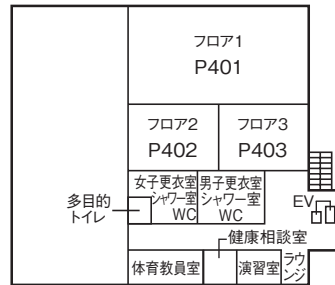 フロア1
P401
フロア2
P402
フロア3
P403
女子更衣室
シャワー室
WC
男子更衣室
シャワー室
WC
多目的
トイレ
EV
健康相談室
体育教員室
演習室
ラウ
ンジ